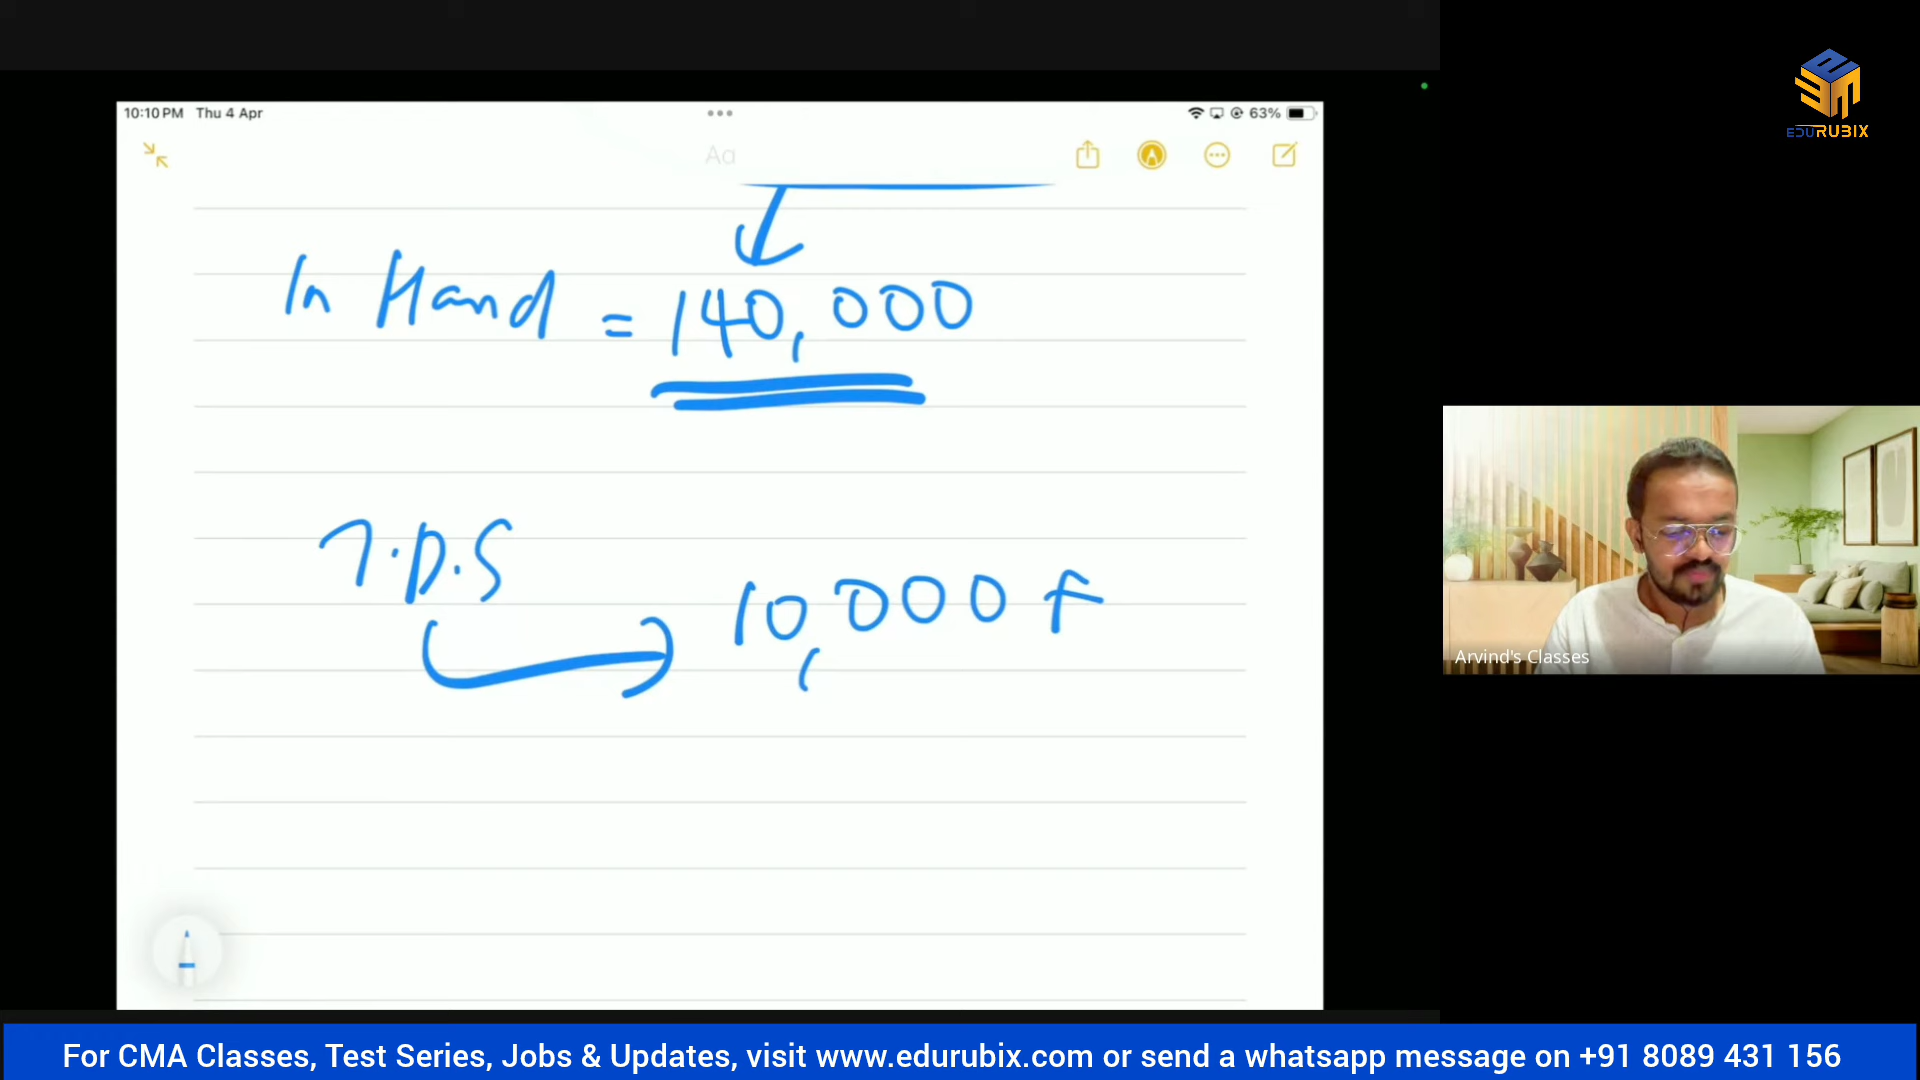 10:10 PM Thu 4 Apr
63%
Aa
In Hand = 140,000
T.D.S
10,000 F
EDURUBIX
Arvind's Classes
For CMA Classes, Test Series, Jobs & Updates, visit www.edurubix.com or send a whatsapp message on +91 8089 431 156